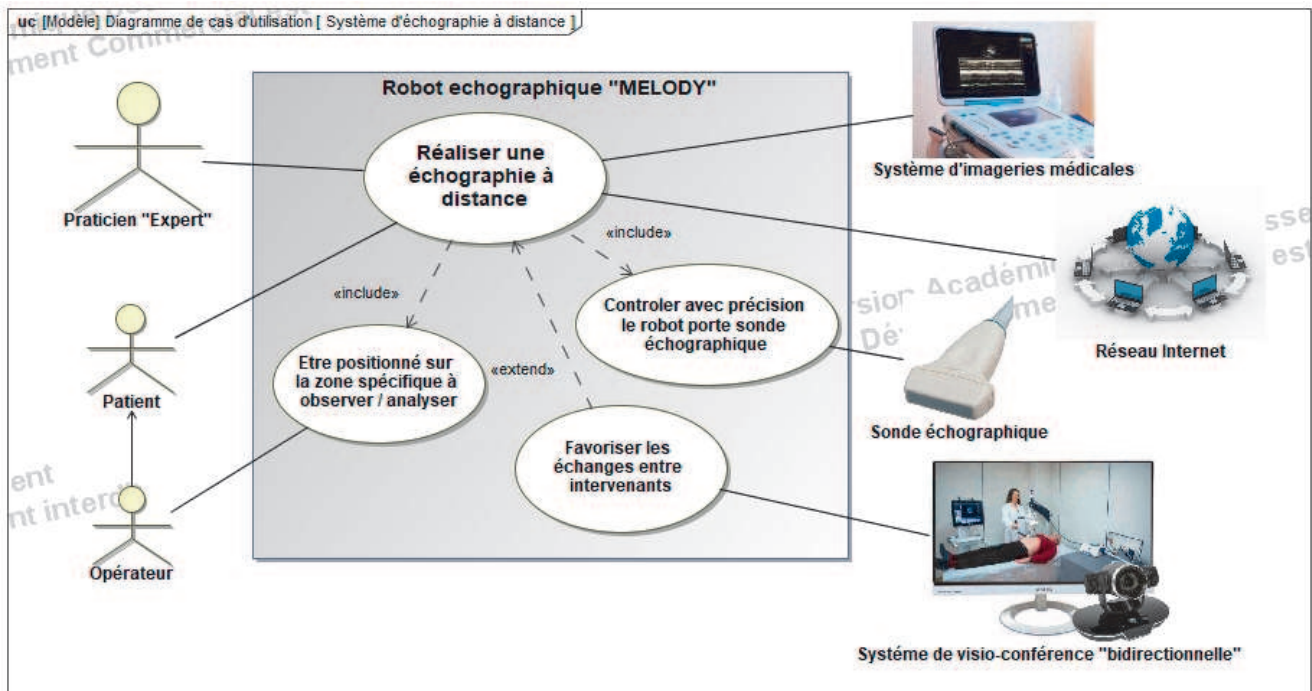 uc [Modèle] Diagramme de cas d'utilisation [ Système d'échographie à distance ]
ment Commercial
Robot echographique "MELODY"
Réaliser une
échographie à
distance
Praticien "Expert"
Système d'imageries médicales
«include»
«include»
Controler avec précision
le robot porte sonde
échographique
Etre positionné sur
la zone spécifique à
observer / analyser
«extend»
Patient
Réseau Internet
Sonde échographique
Favoriser les
échanges entre
intervenants
Opérateur
Systéme de visio-conférence "bidirectionnelle"